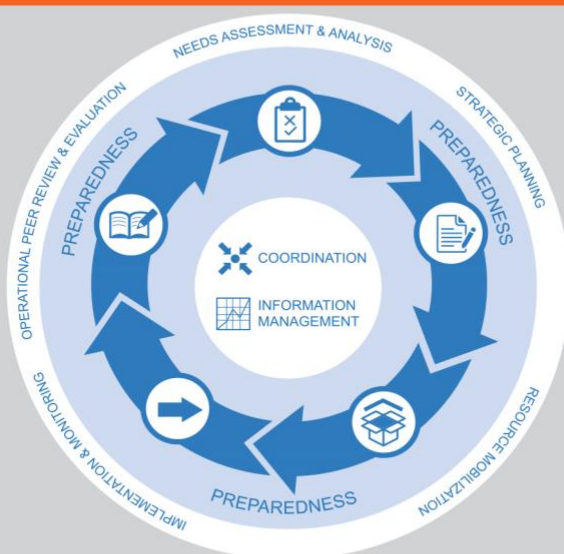 NEEDS ASSESSMENT & ANALYSIS
STRATEGIC PLANNING
RESOURCE MOBILIZATION
IMPLEMENTATION & MONITORING
OPERATIONAL PEER REVIEW & EVALUATION
PREPAREDNESS
PREPAREDNESS
PREPAREDNESS
COORDINATION
INFORMATION
MANAGEMENT